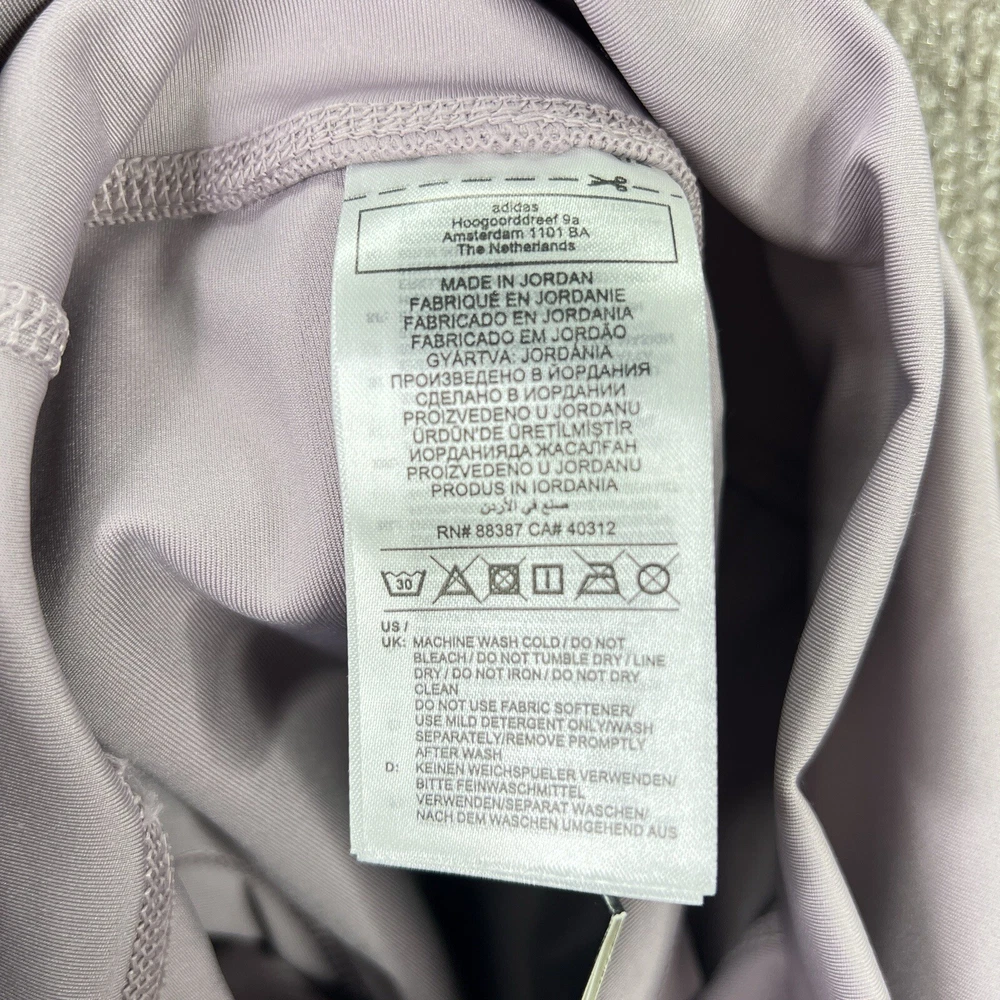 adidas
Hoogoorddreef 9a
Amsterdam 1101 BA
The Netherlands
MADE IN JORDAN
FABRIQUÉ EN JORDANIE
FABRICADO EN JORDANIA
FABRICADO EM JORDÃO
GYÁRTVA: JORDÁNIA
ПРОИЗВЕДЕНО В ЙОРДАНИЯ
СДЕЛАНО В ИОРДАНИИ
PROIZVEDENO U JORDANU
ÜRDÜN'DE ÜRETİLMİSTİR
ИОРДАНИЯДА ЖАСАЛҒАН
PROIZVEDENO U JORDANU
PRODUS IN IORDANIA
صنع في الأردن
RN# 88387 CA# 40312
30
US /
UK: MACHINE WASH COLD / DO NOT
BLEACH / DO NOT TUMBLE DRY / LINE
DRY / DO NOT IRON / DO NOT DRY
CLEAN
DO NOT USE FABRIC SOFTENER/
USE MILD DETERGENT ONLY/WASH
SEPARATELY/REMOVE PROMPTLY
AFTER WASH
D: KEINEN WEICHSPUELER VERWENDEN/
BITTE FEINWASCHMITTEL
VERWENDEN/SEPARAT WASCHEN/
NACH DEM WASCHEN UMGEHEND AUS